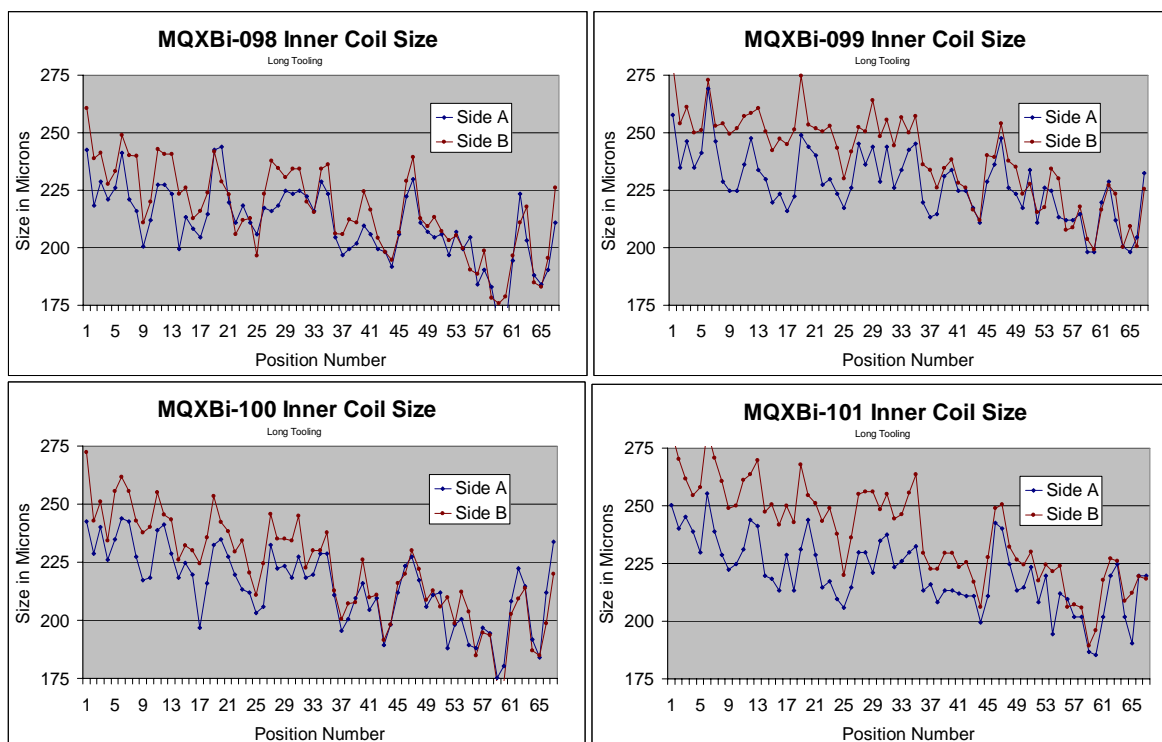 MQXBi-098 Inner Coil Size
Long Tooling
Size in Microns
275
250
225
200
175
Side A
Side B
1 5 9 13 17 21 25 29 33 37 41 45 49 53 57 61 65
Position Number
MQXBi-099 Inner Coil Size
Long Tooling
Size in Microns
275
250
225
200
175
Side A
Side B
1 5 9 13 17 21 25 29 33 37 41 45 49 53 57 61 65
Position Number
MQXBi-100 Inner Coil Size
Long Tooling
Size in Microns
275
250
225
200
175
Side A
Side B
1 5 9 13 17 21 25 29 33 37 41 45 49 53 57 61 65
Position Number
MQXBi-101 Inner Coil Size
Long Tooling
Size in Microns
275
250
225
200
175
Side A
Side B
1 5 9 13 17 21 25 29 33 37 41 45 49 53 57 61 65
Position Number